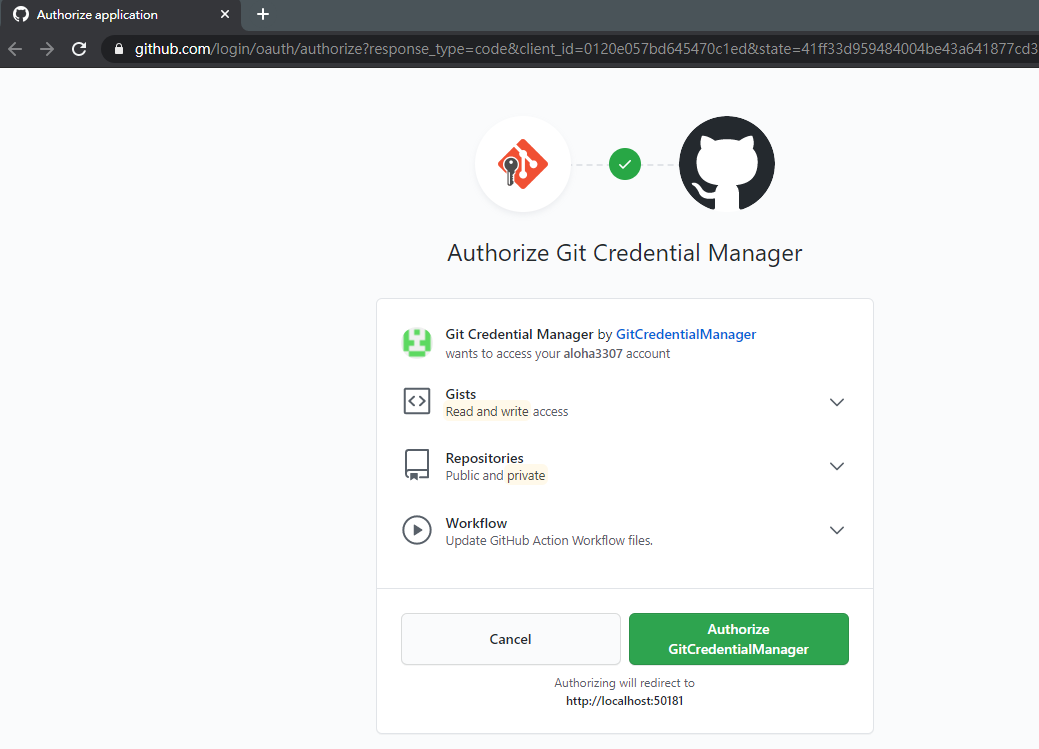 Authorize application
github.com/login/oauth/authorize?response_type=code&client_id=0120e057bd645470c1ed&state=41ff33d959484004be43a641877cd3
Authorize Git Credential Manager
Git Credential Manager by GitCredentialManager
wants to access your aloha3307 account
Gists
Read and write access
Repositories
Public and private
Workflow
Update GitHub Action Workflow files.
Cancel
Authorize
GitCredentialManager
Authorizing will redirect to
http://localhost:50181